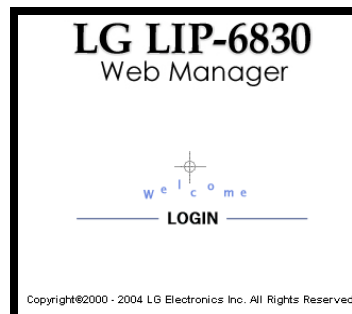 LG LIP-6830
Web Manager
Welcome
LOGIN
Copyright©2000 - 2004 LG Electronics Inc. All Rights Reserved